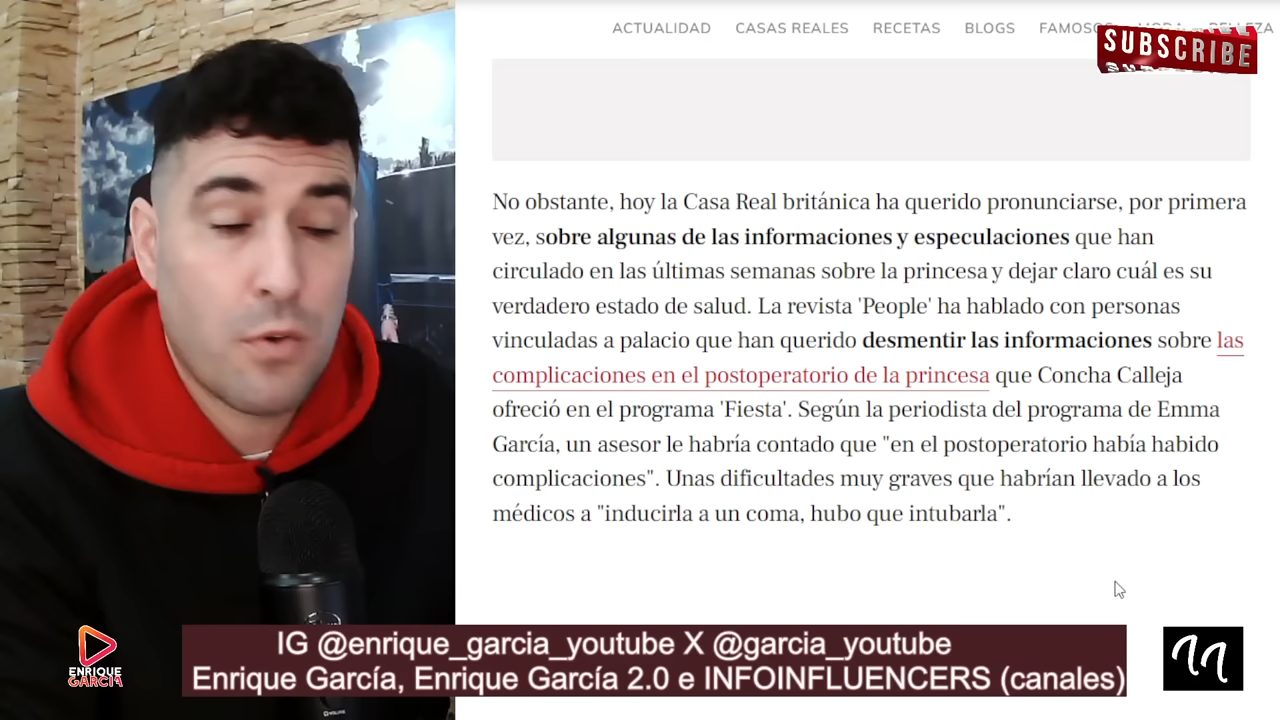 ACTUALIDAD CASAS REALES RECETAS BLOGS FAMOSOS MODA BELLEZA
SUBSCRIBE
No obstante, hoy la Casa Real británica ha querido pronunciarse, por primera
vez, sobre algunas de las informaciones y especulaciones que han
circulado en las últimas semanas sobre la princesa y dejar claro cuál es su
verdadero estado de salud. La revista 'People' ha hablado con personas
vinculadas a palacio que han querido desmentir las informaciones sobre las
complicaciones en el postoperatorio de la princesa que Concha Calleja
ofreció en el programa 'Fiesta'. Según la periodista del programa de Emma
García, un asesor le habría contado que "en el postoperatorio había habido
complicaciones". Unas dificultades muy graves que habrían llevado a los
médicos a "inducirla a un coma, hubo que intubarla".
IG @enrique_garcia_youtube X @garcia_youtube
Enrique García, Enrique García 2.0 e INFOINFLUENCERS (canales)
ENRIQUE
GARCÍA